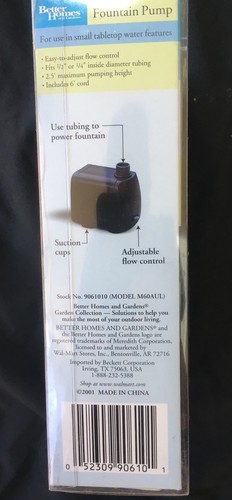 Better
Homes
and Gardens
Fountain Pump
For use in small tabletop water features
• Easy-to-adjust flow control
• Fits 1/2" or 3/4" inside diameter tubing
• 2.5' minimum pumping height
• Includes 6' cord
Use tubing to
power fountain
Suction
cups
Adjustable
flow control
Stock No. 9061010 (MODEL M60AUL)
Better Homes and Gardens®
Garden Collection — Solutions to help you
make the most of your outdoor living.
BETTER HOMES AND GARDENS® and
the Better Homes and Gardens logo are
registered trademarks of Meredith Corporation,
licensed to and marketed by
Wal-Mart Stores, Inc., Bentonville, AR 72716
Imported by Beckett Corporation
Irving, TX 75063, USA
1-888-232-5388
Shop at www.walmart.com
©2001 MADE IN CHINA
0 52309 90610 1